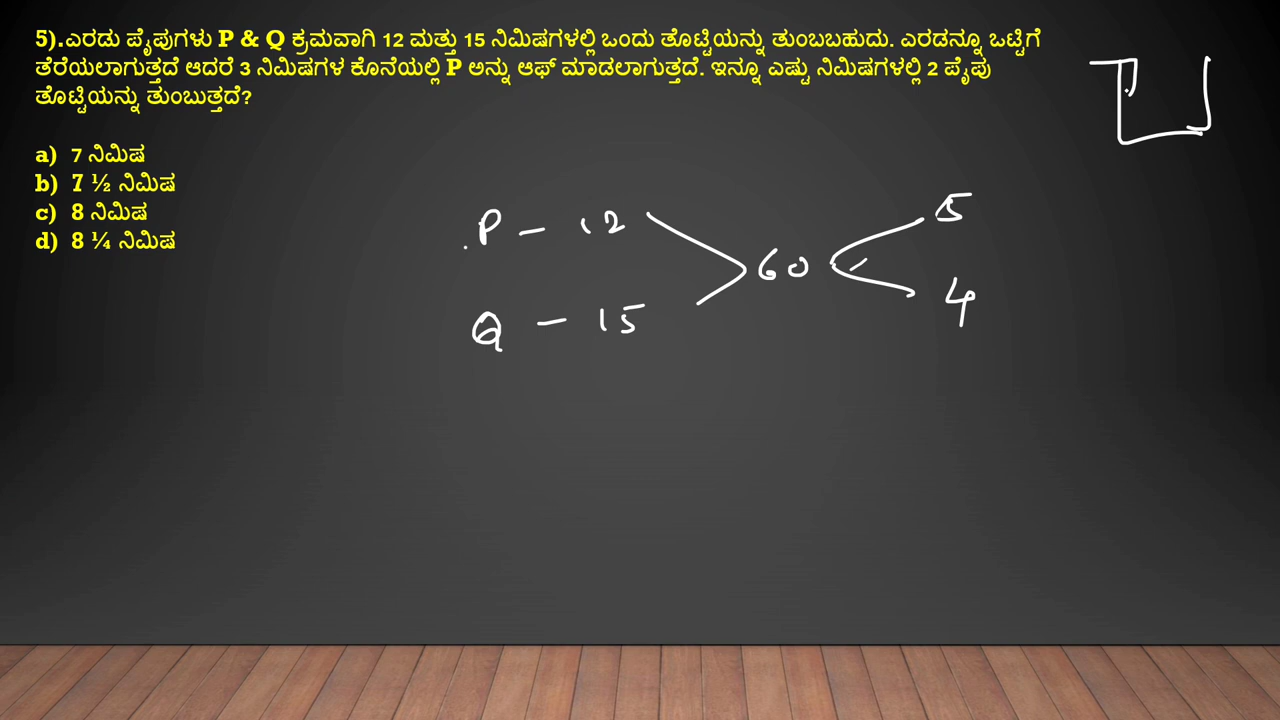 5).ಎರಡು ಪೈಪುಗಳು P & Q ಕ್ರಮವಾಗಿ 12 ಮತ್ತು 15 ನಿಮಿಷಗಳಲ್ಲಿ ಒಂದು ತೊಟ್ಟಿಯನ್ನು ತುಂಬಬಹುದು. ಎರಡನ್ನೂ ಒಟ್ಟಿಗೆ
ತೆರೆಯಲಾಗುತ್ತದೆ ಆದರೆ 3 ನಿಮಿಷಗಳ ಕೊನೆಯಲ್ಲಿ P ಅನ್ನು ಆಫ್ ಮಾಡಲಾಗುತ್ತದೆ. ಇನ್ನೂ ಎಷ್ಟು ನಿಮಿಷಗಳಲ್ಲಿ 2 ಪೈಪು
ತೊಟ್ಟಿಯನ್ನು ತುಂಬುತ್ತದೆ?
a) 7 ನಿಮಿಷ
b) 7 ½ ನಿಮಿಷ
c) 8 ನಿಮಿಷ
d) 8 ¼ ನಿಮಿಷ
P - 12
60
5
4
Q - 15